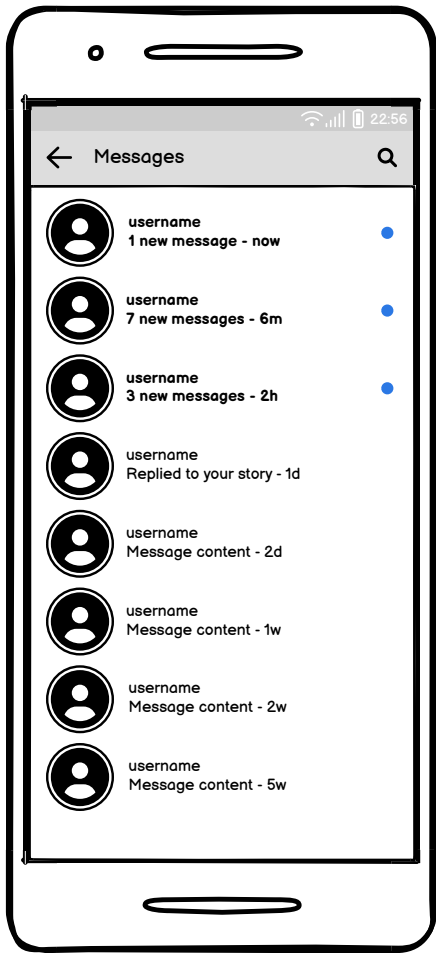 22:56
Messages
username
1 new message - now
username
7 new messages - 6m
username
3 new messages - 2h
username
Replied to your story - 1d
username
Message content - 2d
username
Message content - 1w
username
Message content - 2w
username
Message content - 5w